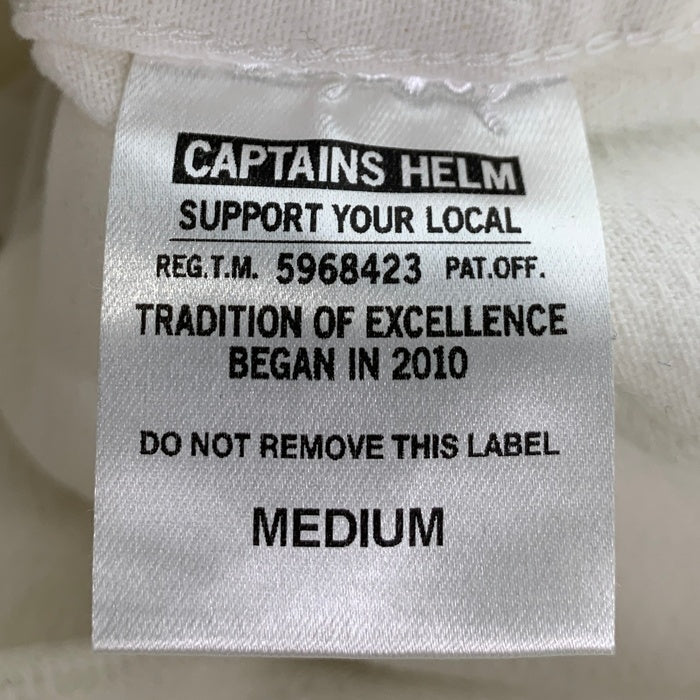 CAPTAINS HELM
SUPPORT YOUR LOCAL
REG.T.M. 5968423 PAT.OFF.
TRADITION OF EXCELLENCE
BEGAN IN 2010
DO NOT REMOVE THIS LABEL
MEDIUM